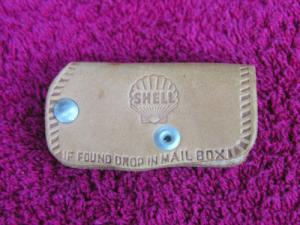 SHELL
IF FOUND DROP IN MAIL BOX